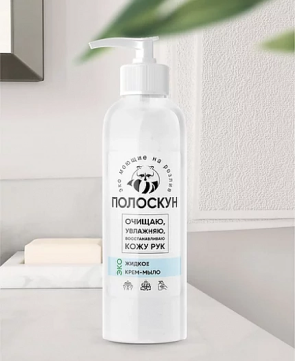 эко моющие на розлив
ПОЛОСКУН
ОЧИЩАЮ,
УВЛАЖНЯЮ,
ВОССТАНАВЛИВАЮ
КОЖУ РУК
ЭКО
ЖИДКОЕ
КРЕМ-МЫЛО